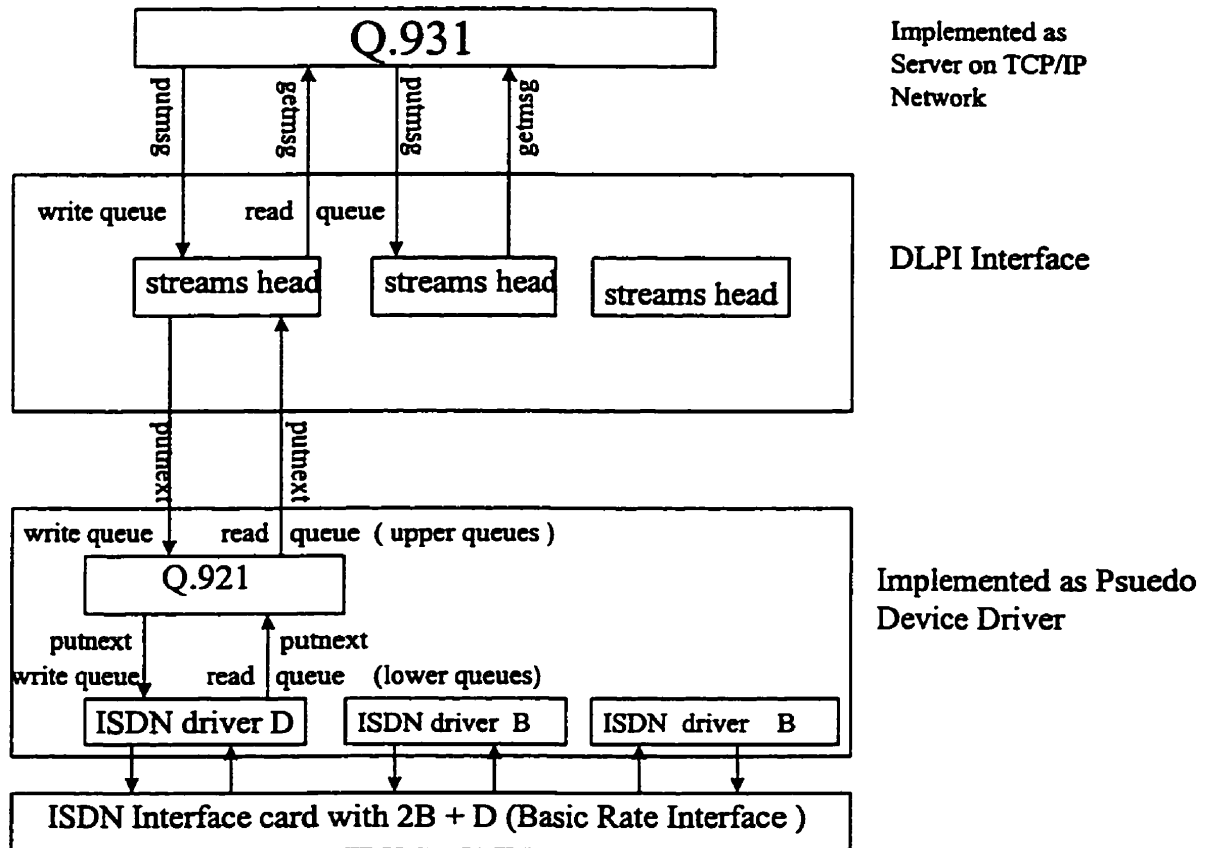 Q.931
Implemented as
Server on TCP/IP
Network
putmsg
getmsg
putmsg
getmsg
write queue
read queue
streams head
streams head
streams head
DLPI Interface
putnext
putnext
write queue
read queue ( upper queues )
Q.921
Implemented as Psuedo
Device Driver
putnext
putnext
write queue
read queue (lower queues)
ISDN driver D
ISDN driver B
ISDN driver B
ISDN Interface card with 2B + D (Basic Rate Interface )